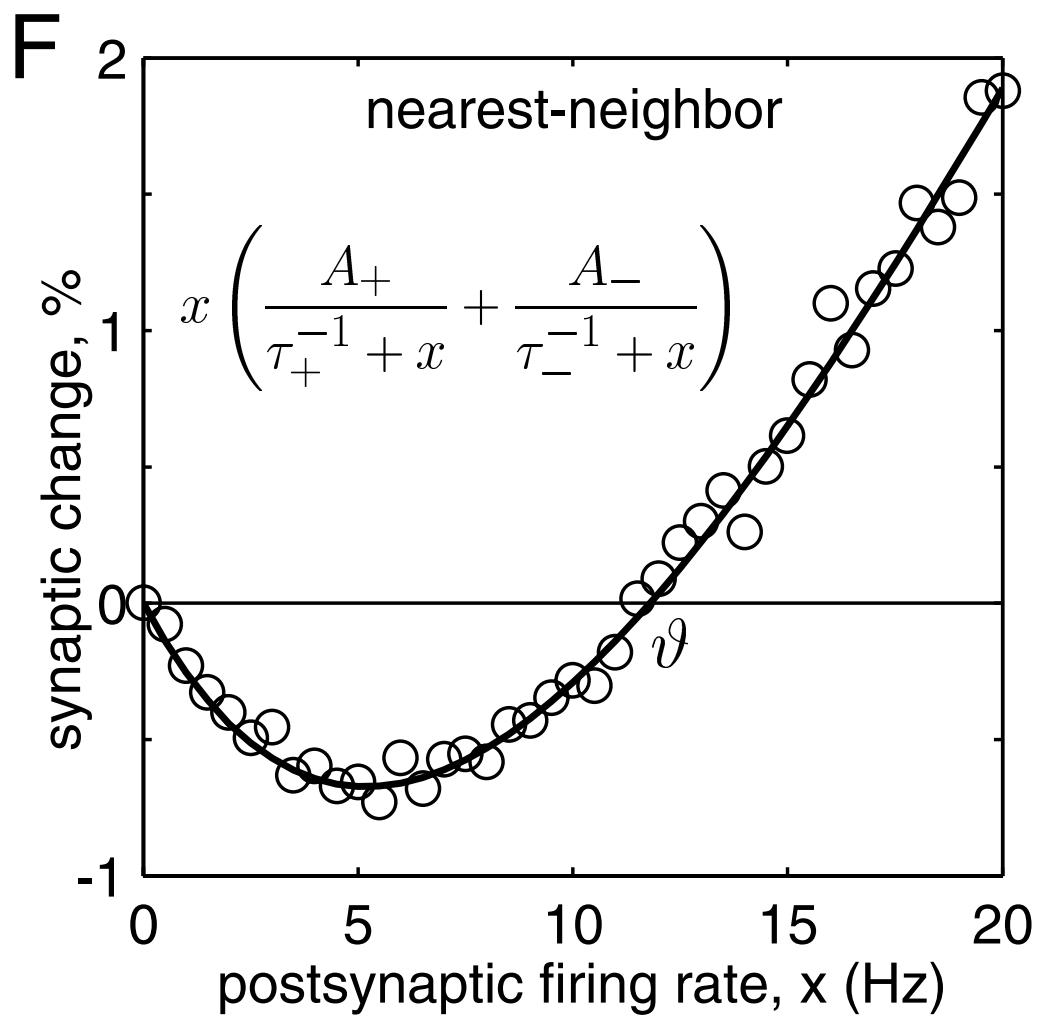 F
2
nearest-neighbor
x ( A₊ / (τ₊⁻¹ + x) + A₋ / (τ₋⁻¹ + x) )
synaptic change, %
1
0
ϑ
-1
0 5 10 15 20
postsynaptic firing rate, x (Hz)